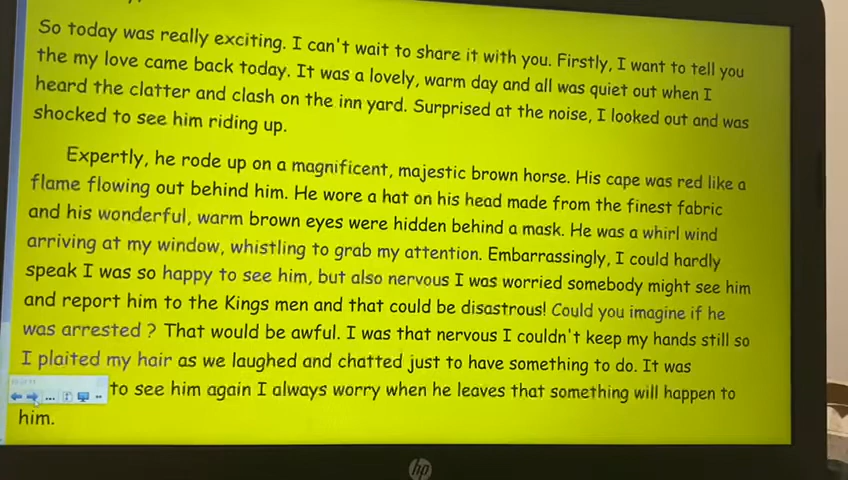 So today was really exciting. I can't wait to share it with you. Firstly, I want to tell you
the my love came back today. It was a lovely, warm day and all was quiet out when I
heard the clatter and clash on the inn yard. Surprised at the noise, I looked out and was
shocked to see him riding up.
Expertly, he rode up on a magnificent, majestic brown horse. His cape was red like a
flame flowing out behind him. He wore a hat on his head made from the finest fabric
and his wonderful, warm brown eyes were hidden behind a mask. He was a whirl wind
arriving at my window, whistling to grab my attention. Embarrassingly, I could hardly
speak I was so happy to see him, but also nervous I was worried somebody might see him
and report him to the Kings men and that could be disastrous! Could you imagine if he
was arrested ? That would be awful. I was that nervous I couldn't keep my hands still so
I plaited my hair as we laughed and chatted just to have something to do. It was
to see him again I always worry when he leaves that something will happen to
him.
hp